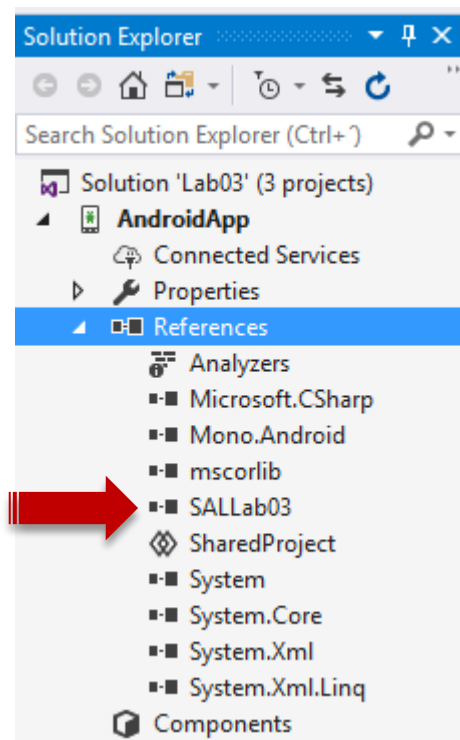 Solution Explorer
Search Solution Explorer (Ctrl+´)
Solution 'Lab03' (3 projects)
AndroidApp
Connected Services
Properties
References
Analyzers
Microsoft.CSharp
Mono.Android
mscorlib
SALLab03
SharedProject
System
System.Core
System.Xml
System.Xml.Linq
Components